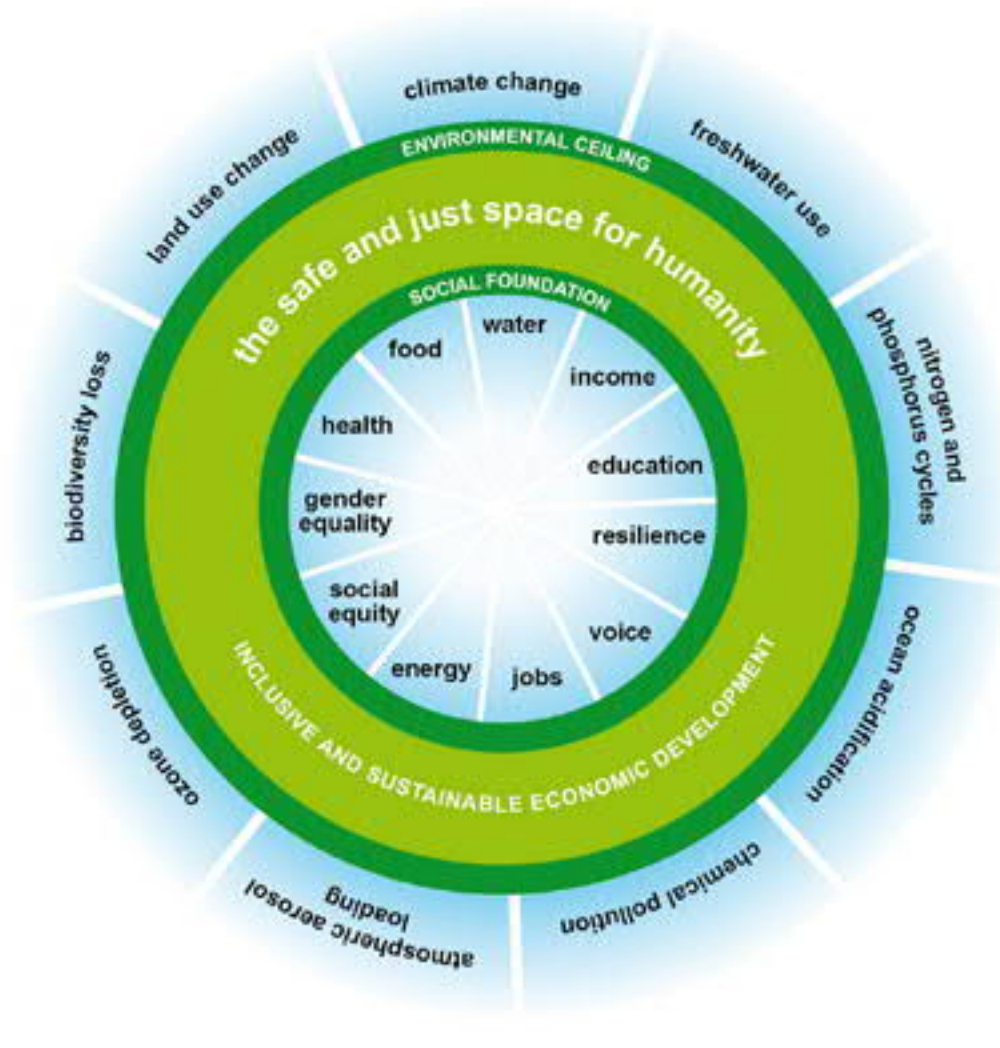 climate change
freshwater use
nitrogen and
phosphorus cycles
ocean acidification
chemical pollution
atmospheric aerosol
loading
ozone depletion
biodiversity loss
land use change
ENVIRONMENTAL CEILING
the safe and just space for humanity
SOCIAL FOUNDATION
water
income
education
resilience
voice
jobs
energy
social
equity
gender
equality
health
food
INCLUSIVE AND SUSTAINABLE ECONOMIC DEVELOPMENT